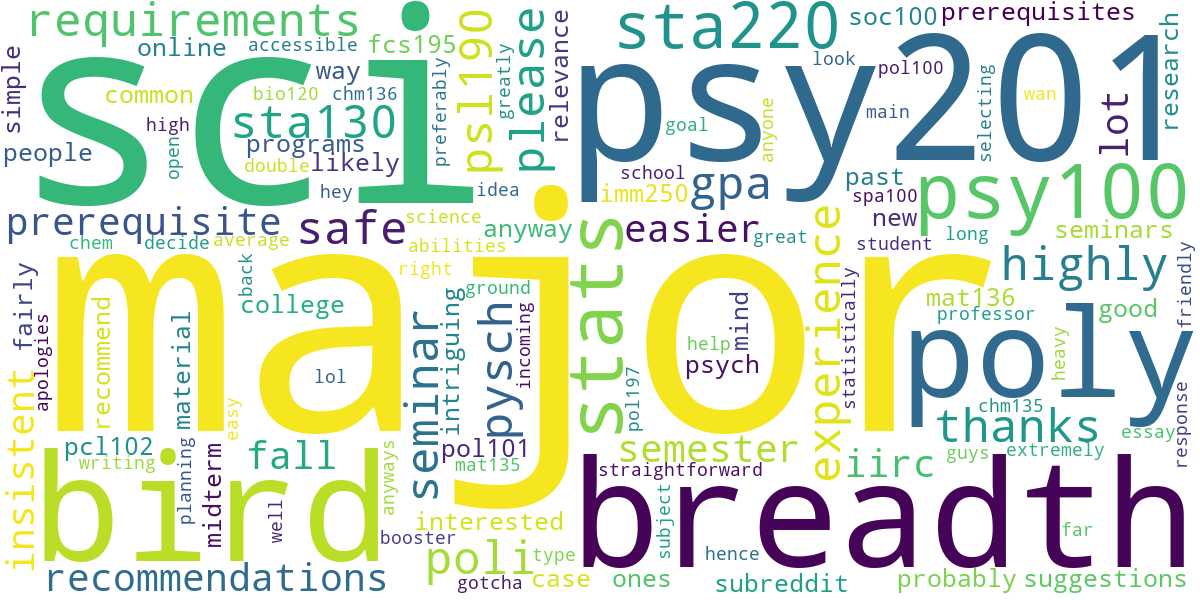 requirements
sci
psy201
major
breadth
bird
poly
stats
sta220
psy100
sta130
psl190
please
prerequisites
soc100
online
accessible
fcs195
way
common
bio120
chm136
high
programs
simple
people
open
double
likely
hey
idea
preferably
greatly
relevance
look
pol100
main
wan
goal
anyone
selecting
lot
research
school
imm250
gpa
past
spa100
new
seminars
student
long
highly
friendly
prerequisite
safe
science
anyway
easier
great
chem
decide
average
abilities
back
right
ground
college
fairly
apologies
recommend
material
intriguing
seminar
pysch
incoming
lol
help
mind
psych
experience
statistically
mat136
professor
good
heavy
response
pol197
chm135
thanks
essay
guys
extremely
insistent
pcl102
writing
planning
easy
midterm
fall
well
anyways
pol101
mat135
semester
iirc
straightforward
interested
booster
subject
hence
far
recommendations
poli
type
gotcha
case
ones
subreddit
probably
suggestions